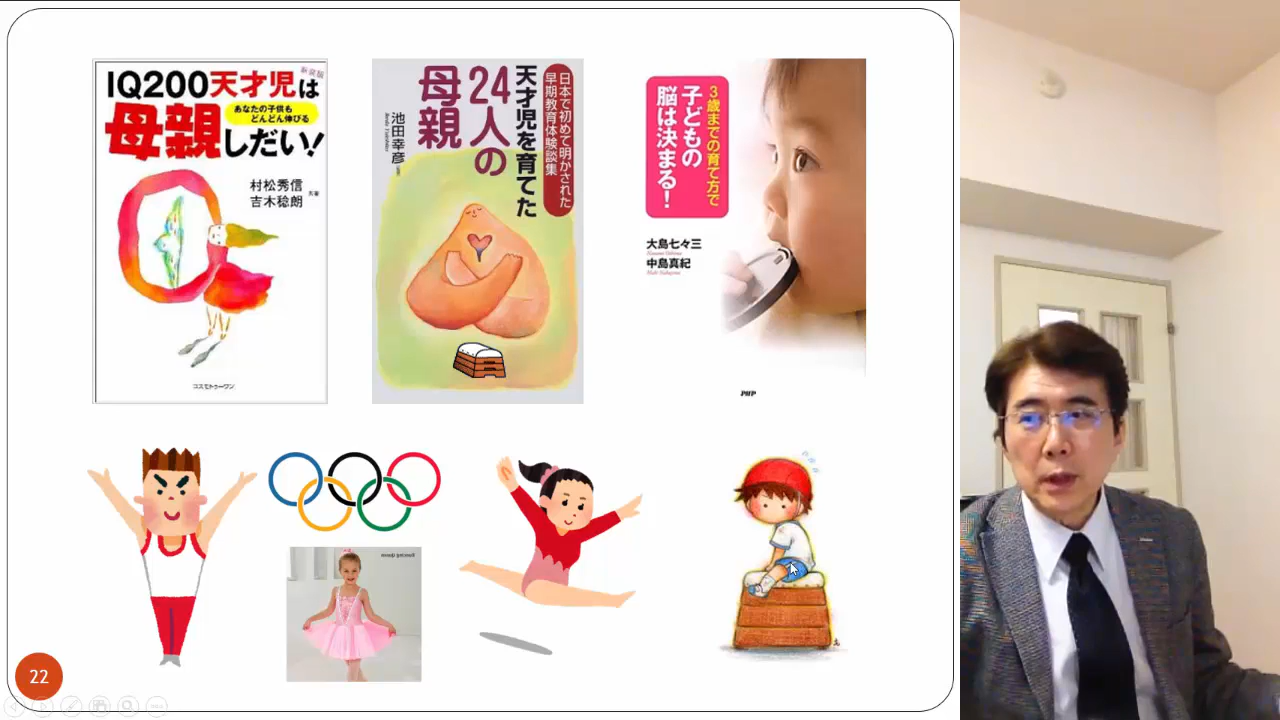 IQ200天才児は
新装版
あなたの子供も
どんどん伸びる
母親しだい!
村松秀信
吉木稔朗
共著
コスモトゥーワン
日本で初めて明かされた
早期教育体験談集
天才児を育てた
24人の
母親
池田幸彦
3歳までの育て方で
子どもの
脳は決まる!
大島七々三
中島真紀
PHP
22